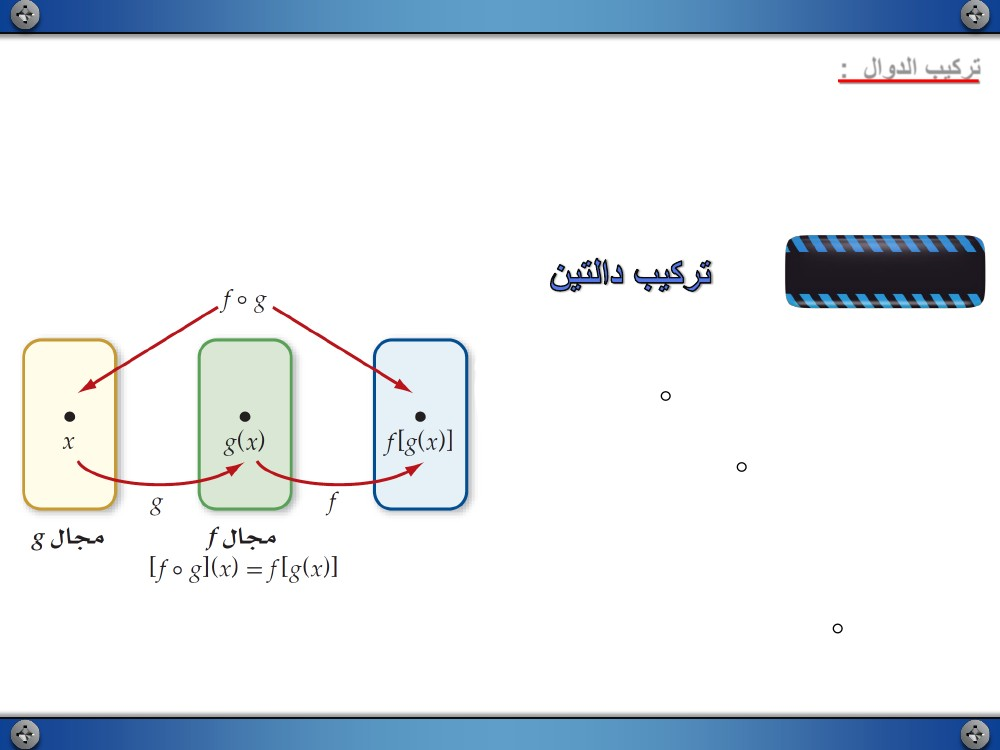 تركيب الدوال :
تركيب دالتين
f ∘ g
x
g(x)
f[g(x)]
g
f
مجال g
مجال f
[f ∘ g](x) = f[g(x)]
∘
∘
∘